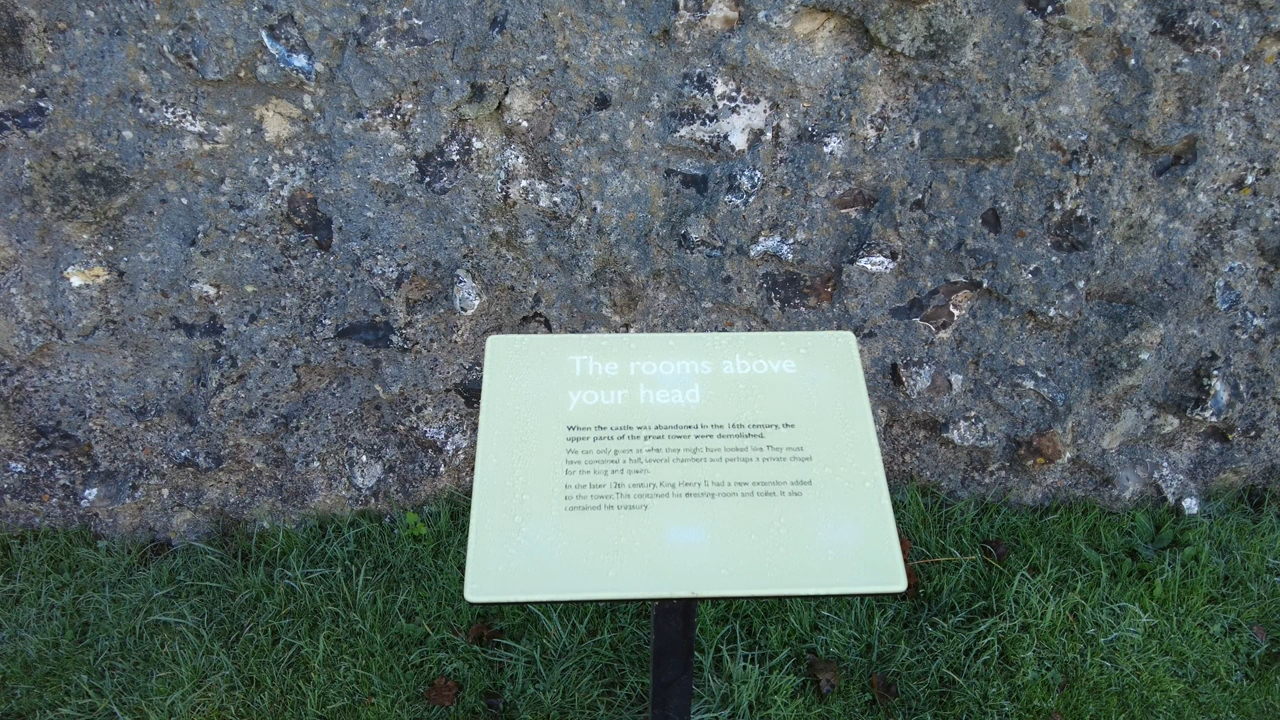 The rooms above
your head
When the castle was abandoned in the 16th century, the
upper parts of the great tower were demolished.
We can only guess at what they might have looked like. They must
have contained a hall, several chambers and perhaps a private chapel
for the king and queen.
In the later 12th century, King Henry II had a new extension added
to the tower. This contained his dressing-room and toilet. It also
contained his treasury.